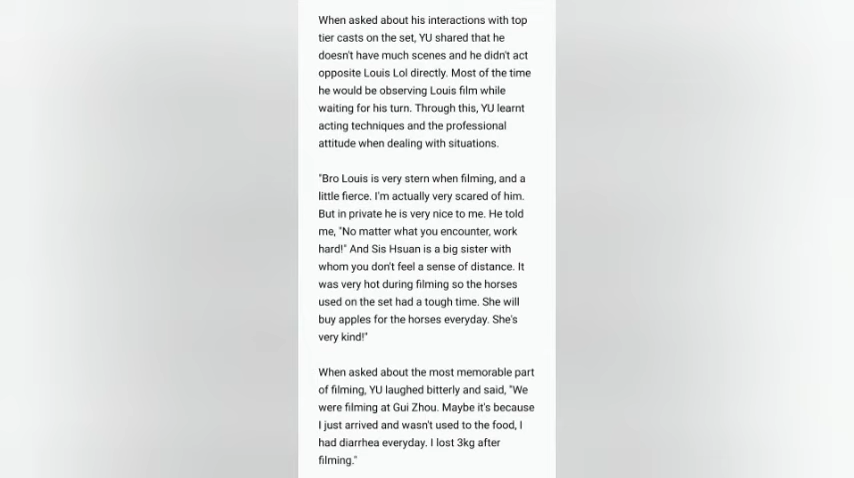 When asked about his interactions with top
tier casts on the set, YU shared that he
doesn't have much scenes and he didn't act
opposite Louis Lol directly. Most of the time
he would be observing Louis film while
waiting for his turn. Through this, YU learnt
acting techniques and the professional
attitude when dealing with situations.
"Bro Louis is very stern when filming, and a
little fierce. I'm actually very scared of him.
But in private he is very nice to me. He told
me, "No matter what you encounter, work
hard!" And Sis Hsuan is a big sister with
whom you don't feel a sense of distance. It
was very hot during filming so the horses
used on the set had a tough time. She will
buy apples for the horses everyday. She's
very kind!"
When asked about the most memorable part
of filming, YU laughed bitterly and said, "We
were filming at Gui Zhou. Maybe it's because
I just arrived and wasn't used to the food, I
had diarrhea everyday. I lost 3kg after
filming."